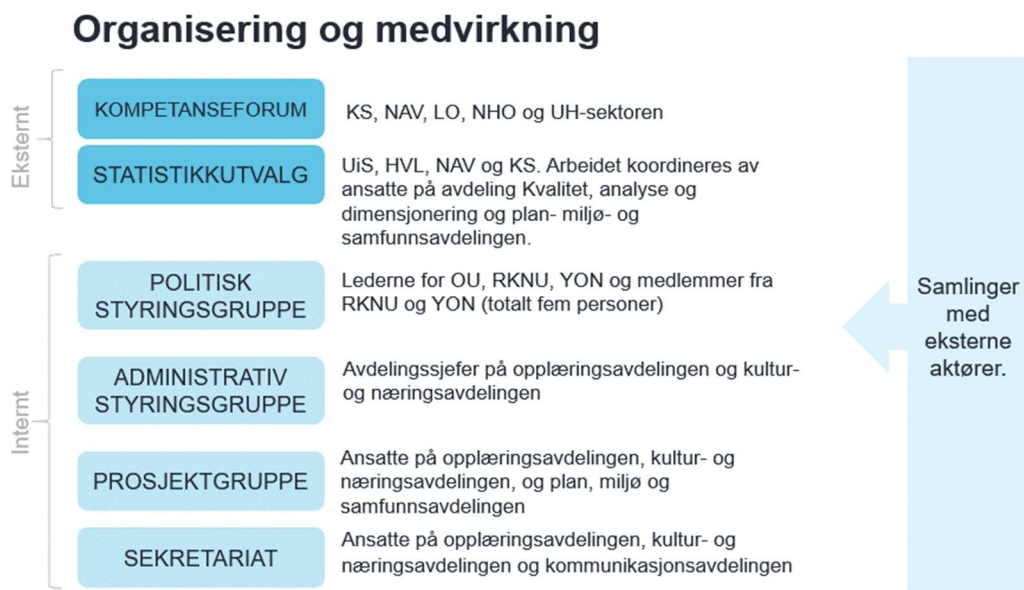 Organisering og medvirkning
Eksternt
KOMPETANSEFORUM
KS, NAV, LO, NHO og UH-sektoren
STATISTIKKUTVALG
UiS, HVL, NAV og KS. Arbeidet koordineres av
ansatte på avdeling Kvalitet, analyse og
dimensjonering og plan- miljø- og
samfunnsavdelingen.
Internt
POLITISK
STYRINGSGRUPPE
Lederne for OU, RKNU, YON og medlemmer fra
RKNU og YON (totalt fem personer)
ADMINISTRATIV
STYRINGSGRUPPE
Avdelingssjefer på opplæringsavdelingen og kultur-
og næringsavdelingen
PROSJEKTGRUPPE
Ansatte på opplæringsavdelingen, kultur- og
næringsavdelingen, og plan, miljø og
samfunnsavdelingen
SEKRETARIAT
Ansatte på opplæringsavdelingen, kultur- og
næringsavdelingen og kommunikasjonsavdelingen
Samlinger
med
eksterne
aktører.